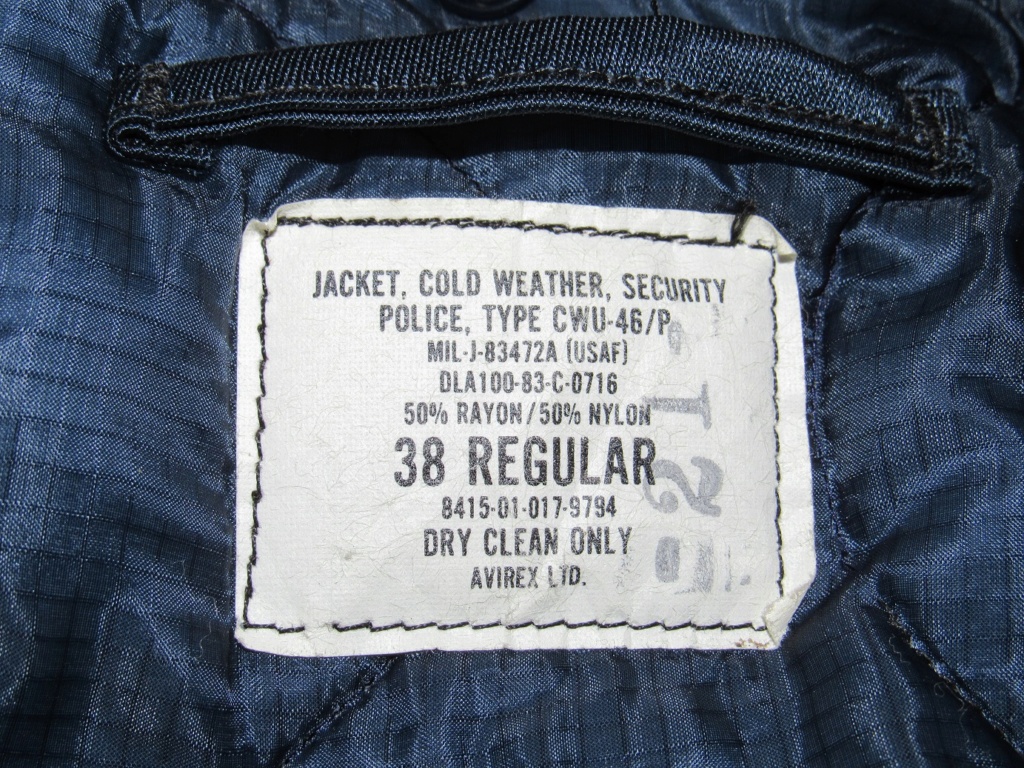 JACKET, COLD WEATHER, SECURITY
POLICE, TYPE CWU-46/P
MIL-J-83472A (USAF)
DLA100-83-C-0716
50% RAYON/50% NYLON
38 REGULAR
8415-01-017-9794
DRY CLEAN ONLY
AVIREX LTD.